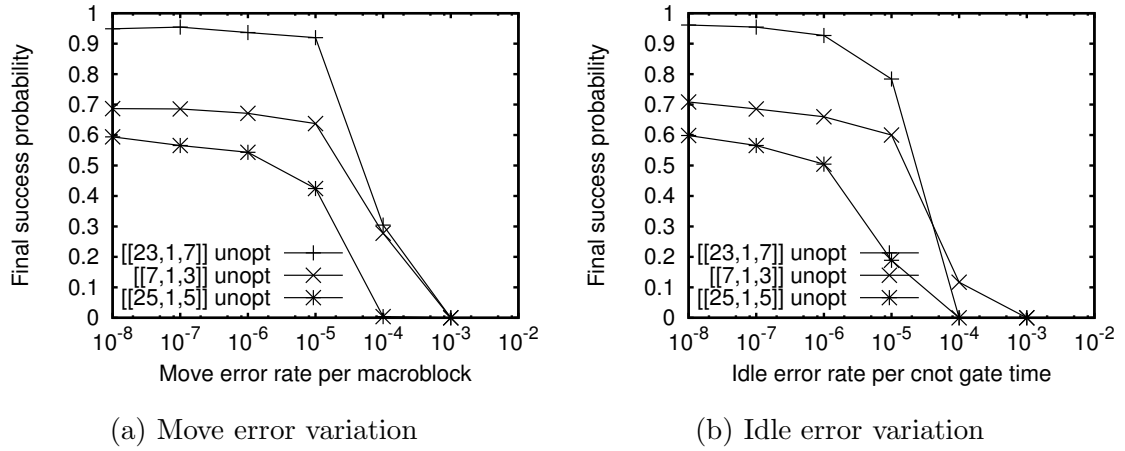 Final success probability
1
0.9
0.8
0.7
0.6
0.5
0.4
0.3
0.2
0.1
0
[[23,1,7]] unopt
[[7,1,3]] unopt
[[25,1,5]] unopt
10-8 10-7 10-6 10-5 10-4 10-3 10-2
Move error rate per macroblock
(a) Move error variation
Final success probability
1
0.9
0.8
0.7
0.6
0.5
0.4
0.3
0.2
0.1
0
[[23,1,7]] unopt
[[7,1,3]] unopt
[[25,1,5]] unopt
10-8 10-7 10-6 10-5 10-4 10-3 10-2
Idle error rate per cnot gate time
(b) Idle error variation